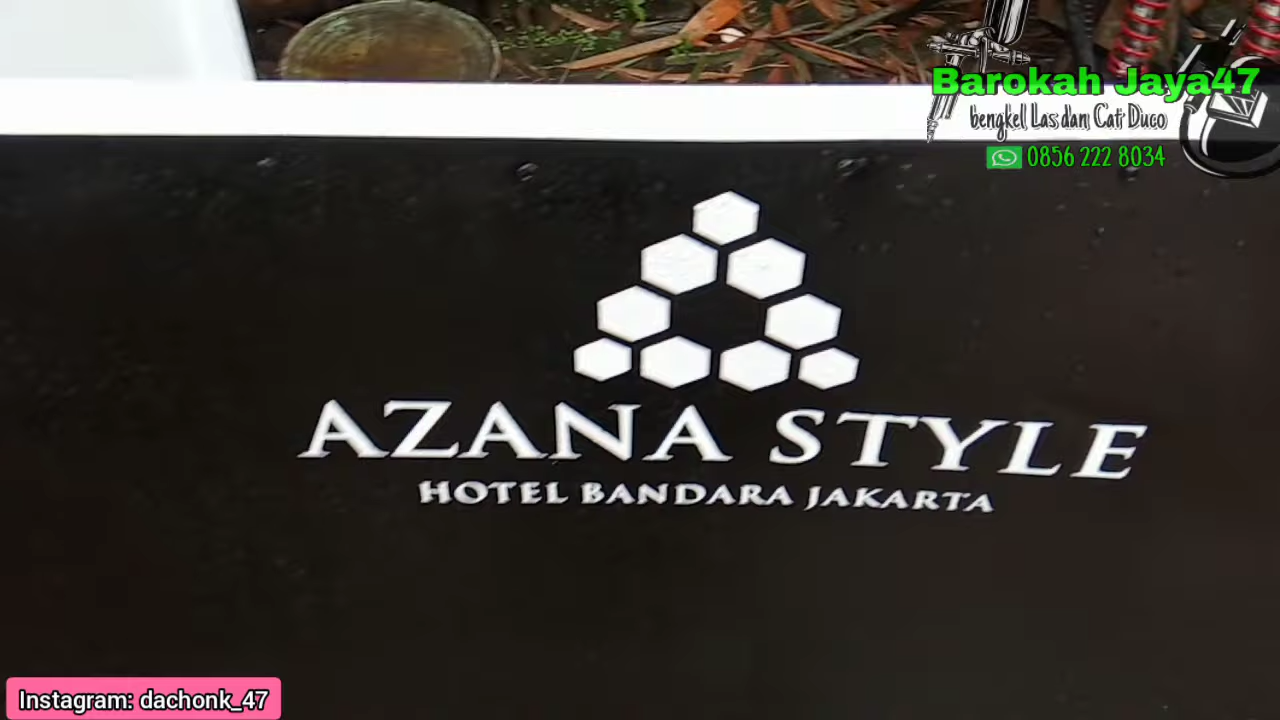 Barokah Jaya47
bengkel Las dan Cat Duco
0856 222 8034
AZANA STYLE
HOTEL BANDARA JAKARTA
Instagram: dachonk_47